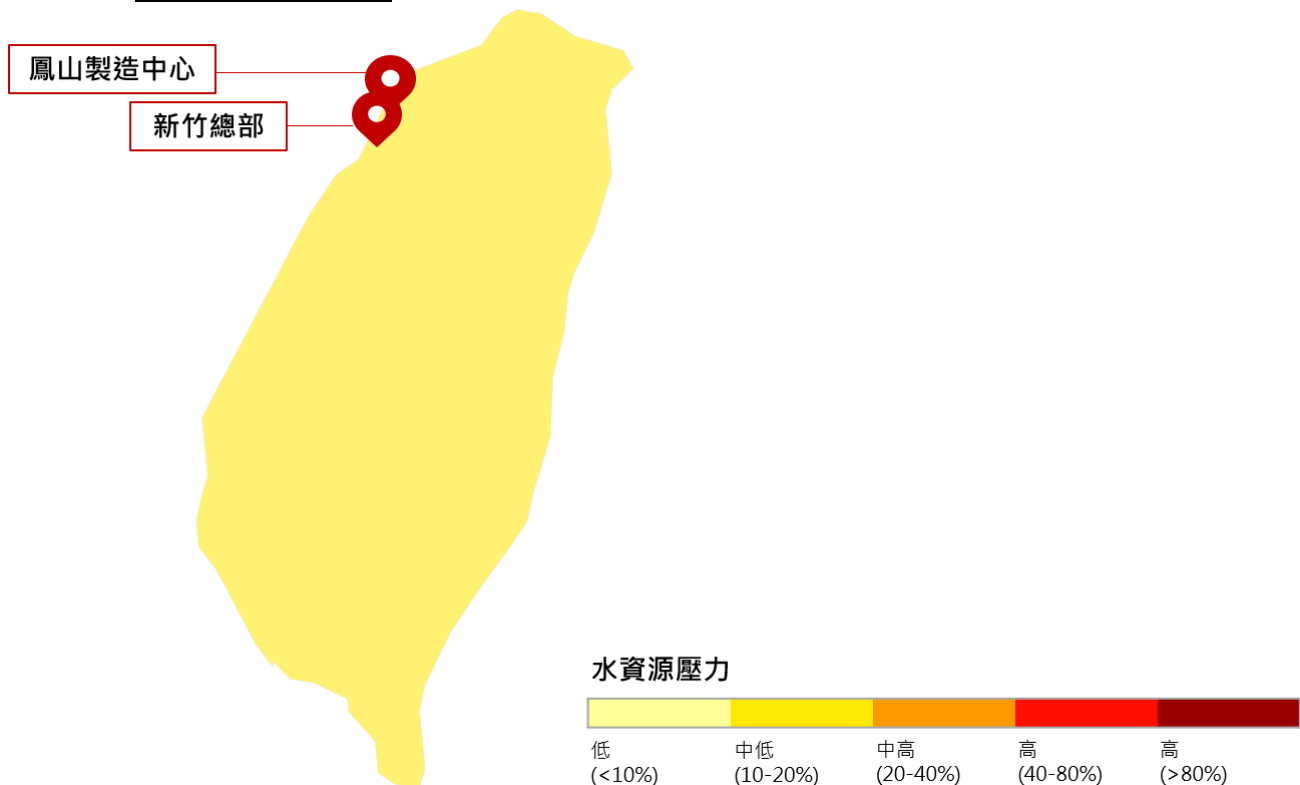 鳳山製造中心
新竹總部
水資源壓力
低
(<10%)
中低
(10-20%)
中高
(20-40%)
高
(40-80%)
高
(>80%)